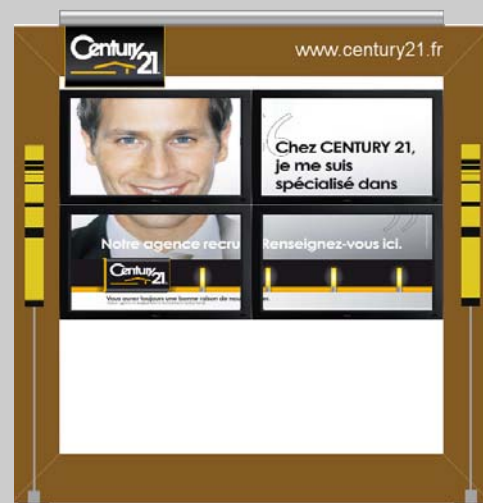 Century 21
www.century21.fr
Chez CENTURY 21,
je me suis
spécialisé dans
Notre agence recru Renseignez-vous ici.
Century 21
Vous aurez toujours une bonne raison de nous